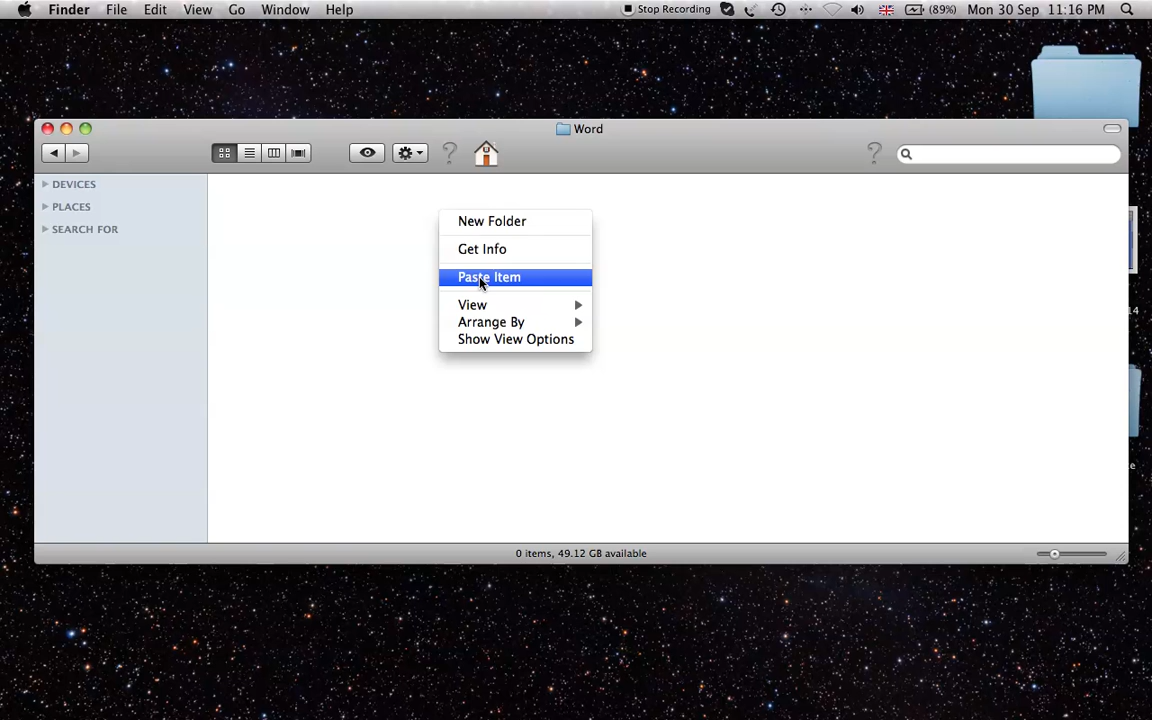 Finder File Edit View Go Window Help Stop Recording (89%) Mon 30 Sep 11:16 PM
Word
DEVICES
PLACES
SEARCH FOR
New Folder
Get Info
Paste Item
View
Arrange By
Show View Options
14
e
0 items, 49.12 GB available